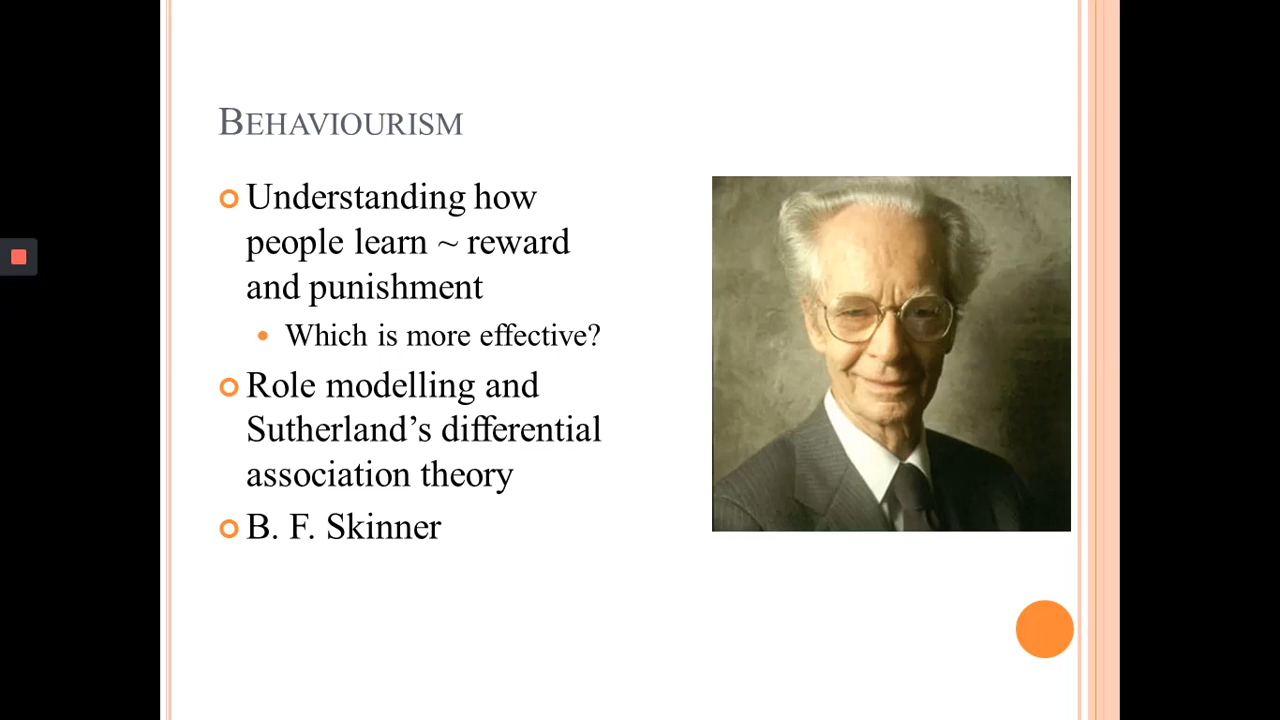 BEHAVIOURISM
Understanding how
people learn ~ reward
and punishment
Which is more effective?
Role modelling and
Sutherland’s differential
association theory
B. F. Skinner